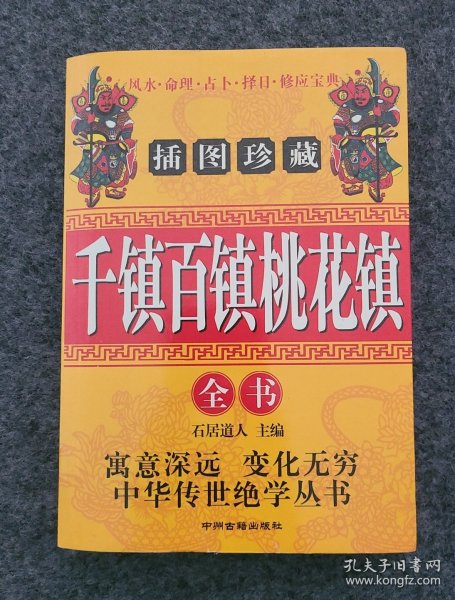 风水·命理·占卜·择日·修应宝典
插图珍藏
千镇百镇桃花镇
全书
石居道人 主编
寓意深远 变化无穷
中华传世绝学丛书
中州古籍出版社
孔夫子旧书网
www.kongfz.com